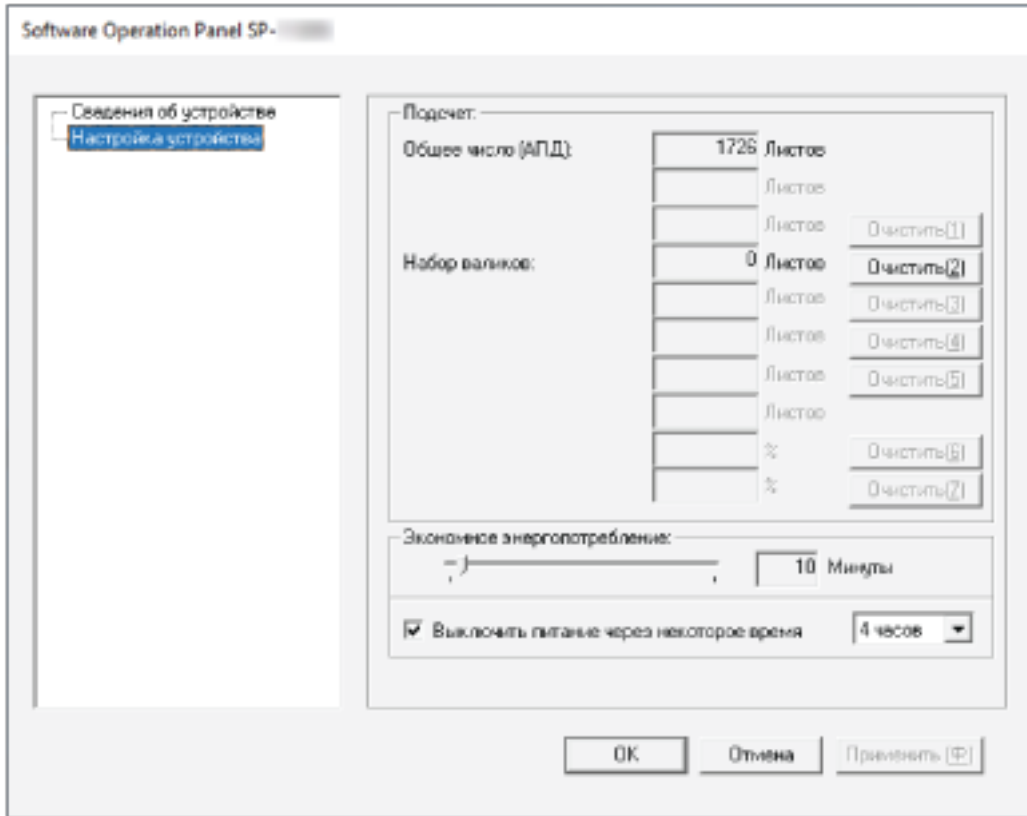 Software Operation Panel SP-
Сведения об устройстве
Настройка устройства
Подсчет:
Общее число (АПД): 1726 Листов
Листов
Листов Очистить(1)
Набор валиков: 0 Листов Очистить(2)
Листов Очистить(3)
Листов Очистить(4)
Листов Очистить(5)
Листов
% Очистить(6)
% Очистить(7)
Экономное энергопотребление:
10 Минуты
Выключить питание через некоторое время 4 часов
OK Отмена Применить (Ф)